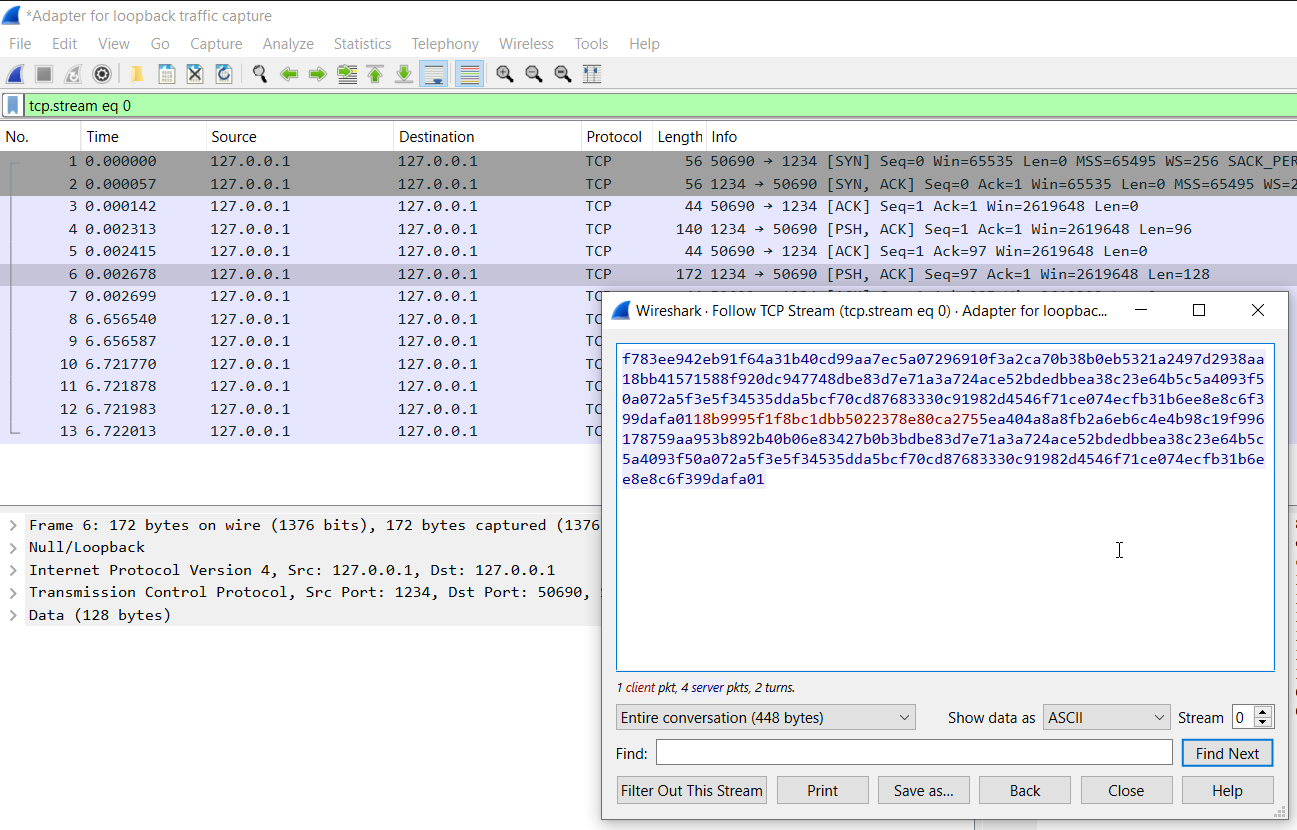 *Adapter for loopback traffic capture
File Edit View Go Capture Analyze Statistics Telephony Wireless Tools Help
tcp.stream eq 0
No. Time Source Destination Protocol Length Info
1 0.000000 127.0.0.1 127.0.0.1 TCP 56 50690 → 1234 [SYN] Seq=0 Win=65535 Len=0 MSS=65495 WS=256 SACK_PER
2 0.000057 127.0.0.1 127.0.0.1 TCP 56 1234 → 50690 [SYN, ACK] Seq=0 Ack=1 Win=65535 Len=0 MSS=65495 WS=2
3 0.000142 127.0.0.1 127.0.0.1 TCP 44 50690 → 1234 [ACK] Seq=1 Ack=1 Win=2619648 Len=0
4 0.002313 127.0.0.1 127.0.0.1 TCP 140 1234 → 50690 [PSH, ACK] Seq=1 Ack=1 Win=2619648 Len=96
5 0.002415 127.0.0.1 127.0.0.1 TCP 44 50690 → 1234 [ACK] Seq=1 Ack=97 Win=2619648 Len=0
6 0.002678 127.0.0.1 127.0.0.1 TCP 172 1234 → 50690 [PSH, ACK] Seq=97 Ack=1 Win=2619648 Len=128
7 0.002699 127.0.0.1 127.0.0.1 TC
8 6.656540 127.0.0.1 127.0.0.1 TC
9 6.656587 127.0.0.1 127.0.0.1 TC
10 6.721770 127.0.0.1 127.0.0.1 TC
11 6.721878 127.0.0.1 127.0.0.1 TC
12 6.721983 127.0.0.1 127.0.0.1 TC
13 6.722013 127.0.0.1 127.0.0.1 TC
Frame 6: 172 bytes on wire (1376 bits), 172 bytes captured (1376
Null/Loopback
Internet Protocol Version 4, Src: 127.0.0.1, Dst: 127.0.0.1
Transmission Control Protocol, Src Port: 1234, Dst Port: 50690,
Data (128 bytes)
Wireshark · Follow TCP Stream (tcp.stream eq 0) · Adapter for loopbac...
f783ee942eb91f64a31b40cd99aa7ec5a07296910f3a2ca70b38b0eb5321a2497d2938aa
18bb41571588f920dc947748dbe83d7e71a3a724ace52bdedbbea38c23e64b5c5a4093f5
0a072a5f3e5f34535dda5bcf70cd87683330c91982d4546f71ce074ecfb31b6ee8e8c6f3
99dafa0118b9995f1f8bc1dbb5022378e80ca2755ea404a8a8fb2a6eb6c4e4b98c19f996
178759aa953b892b40b06e83427b0b3bdbe83d7e71a3a724ace52bdedbbea38c23e64b5c
5a4093f50a072a5f3e5f34535dda5bcf70cd87683330c91982d4546f71ce074ecfb31b6e
e8e8c6f399dafa01
1 client pkt, 4 server pkts, 2 turns.
Entire conversation (448 bytes) Show data as ASCII Stream 0
Find: Find Next
Filter Out This Stream Print Save as... Back Close Help